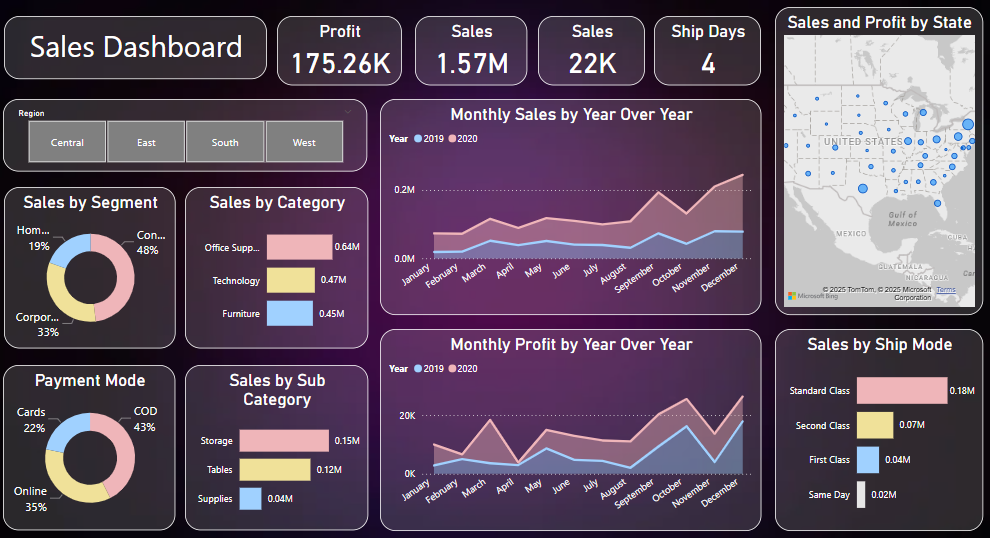 Sales Dashboard
Profit
175.26K
Sales
1.57M
Sales
22K
Ship Days
4
Sales and Profit by State
UNITED STATES
Gulf of
Mexico
MEXICO
CUBA
GUATEMALA
NICARAGUA
© 2025 TomTom, © 2025 Microsoft
Corporation
Terms
Microsoft Bing
Region
Central
East
South
West
Sales by Segment
Hom...
19%
Con...
48%
Corpor...
33%
Sales by Category
Office Supp...
0.64M
Technology
0.47M
Furniture
0.45M
Monthly Sales by Year Over Year
Year 2019 2020
0.2M
0.0M
January
February
March
April
May
June
July
August
September
October
November
December
Payment Mode
Cards
22%
COD
43%
Online
35%
Sales by Sub
Category
Storage
0.15M
Tables
0.12M
Supplies
0.04M
Monthly Profit by Year Over Year
Year 2019 2020
20K
0K
January
February
March
April
May
June
July
August
September
October
November
December
Sales by Ship Mode
Standard Class
0.18M
Second Class
0.07M
First Class
0.04M
Same Day
0.02M